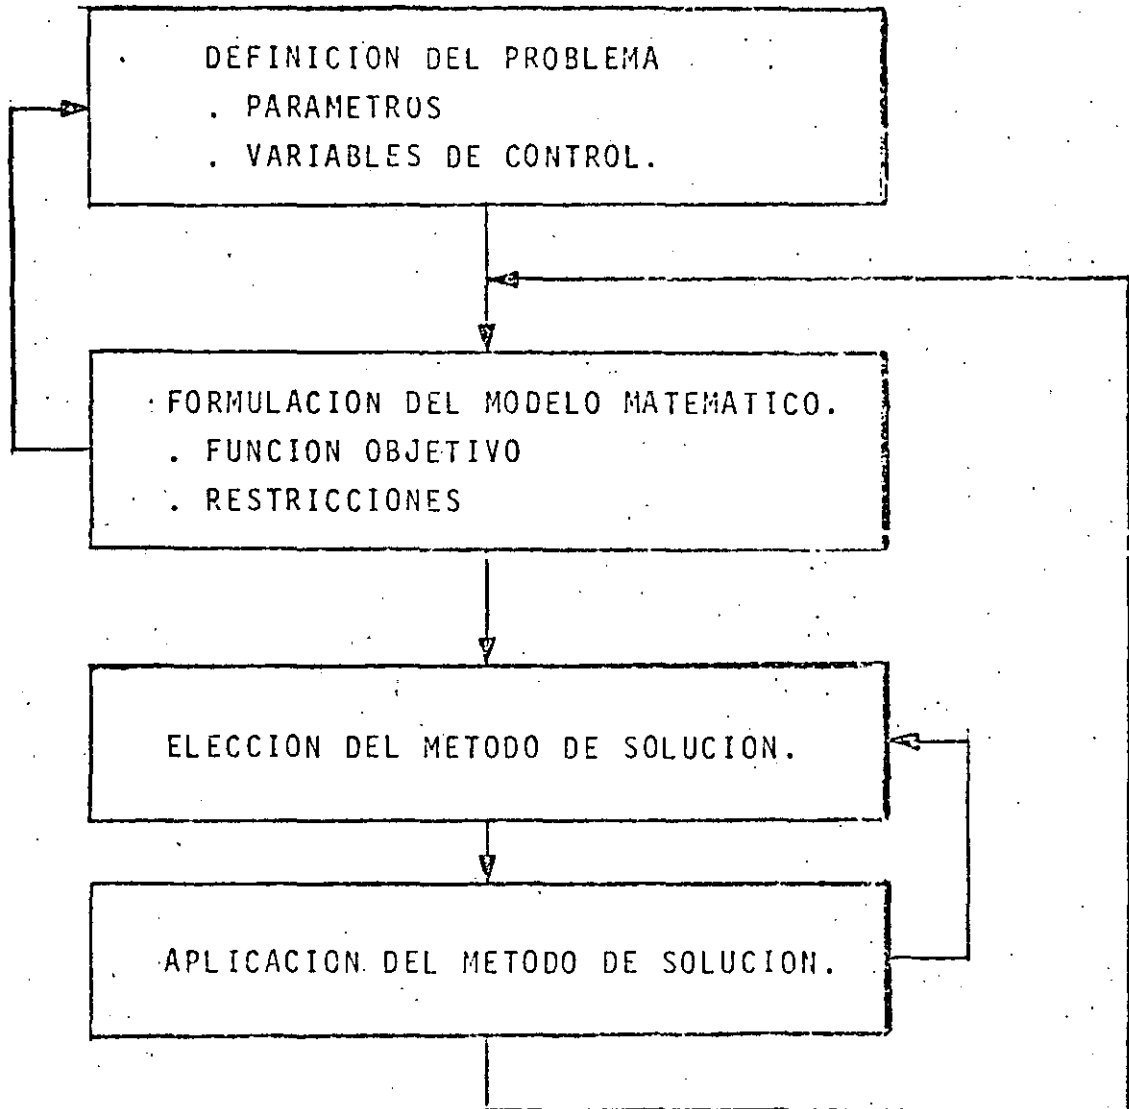 DEFINICION DEL PROBLEMA
. PARAMETROS
. VARIABLES DE CONTROL.
FORMULACION DEL MODELO MATEMATICO.
. FUNCION OBJETIVO
. RESTRICCIONES
ELECCION DEL METODO DE SOLUCION.
APLICACION DEL METODO DE SOLUCION.